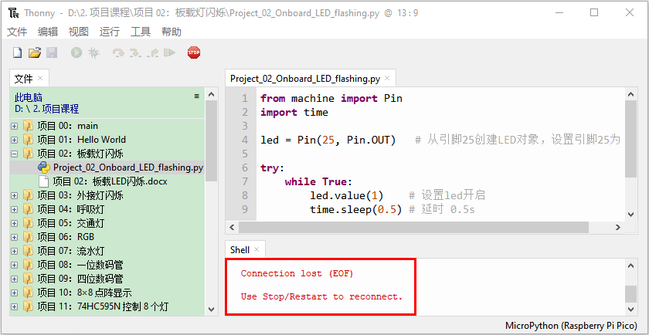 Thonny - D:\2. 项目课程\项目 02：板载灯闪烁\Project_02_Onboard_LED_flashing.py @ 13 : 9
文件 编辑 视图 运行 工具 帮助
STOP
文件
此电脑
D: \ 2. 项目课程
项目 00：main
项目 01：Hello World
项目 02：板载灯闪烁
Project_02_Onboard_LED_flashing.py
项目 02：板载LED闪烁.docx
项目 03：外接灯闪烁
项目 04：呼吸灯
项目 05：交通灯
项目 06：RGB
项目 07：流水灯
项目 08：一位数码管
项目 09：四位数码管
项目 10：8×8 点阵显示
项目 11：74HC595N 控制 8 个灯
Project_02_Onboard_LED_flashing.py
1 from machine import Pin
2 import time
3
4 led = Pin(25, Pin.OUT) # 从引脚25创建LED对象，设置引脚25为
5
6 try:
7 while True:
8 led.value(1) # 设置led开启
9 time.sleep(0.5) # 延时 0.5s
Shell
Connection lost (EOF)
Use Stop/Restart to reconnect.
MicroPython (Raspberry Pi Pico)